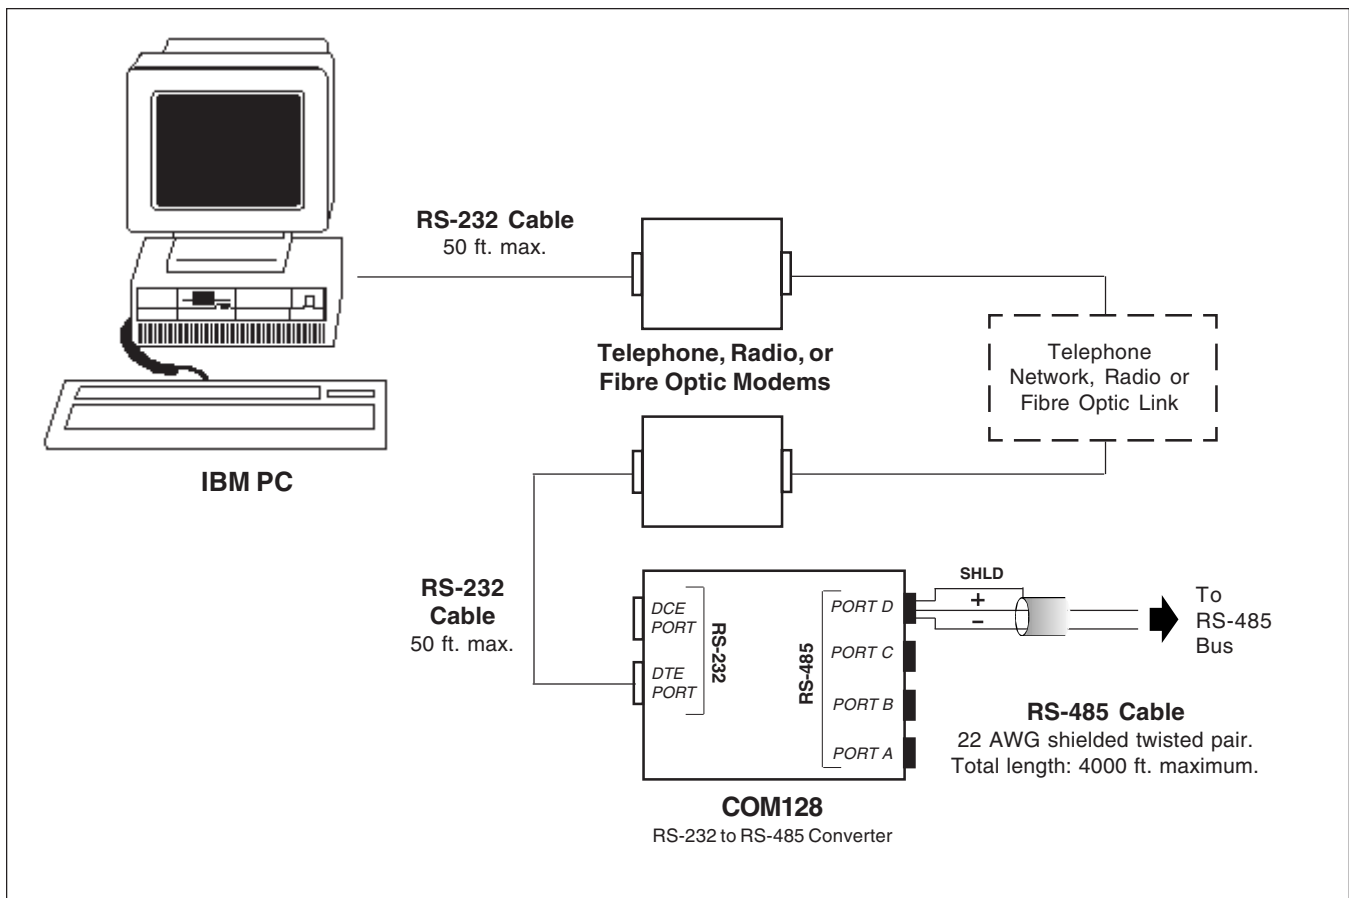 RS-232 Cable
50 ft. max.
Telephone, Radio, or
Fibre Optic Modems
Telephone
Network, Radio or
Fibre Optic Link
IBM PC
RS-232
Cable
50 ft. max.
DCE
PORT
DTE
PORT
RS-232
RS-485
PORT D
PORT C
PORT B
PORT A
SHLD
+
–
To
RS-485
Bus
RS-485 Cable
22 AWG shielded twisted pair.
Total length: 4000 ft. maximum.
COM128
RS-232 to RS-485 Converter